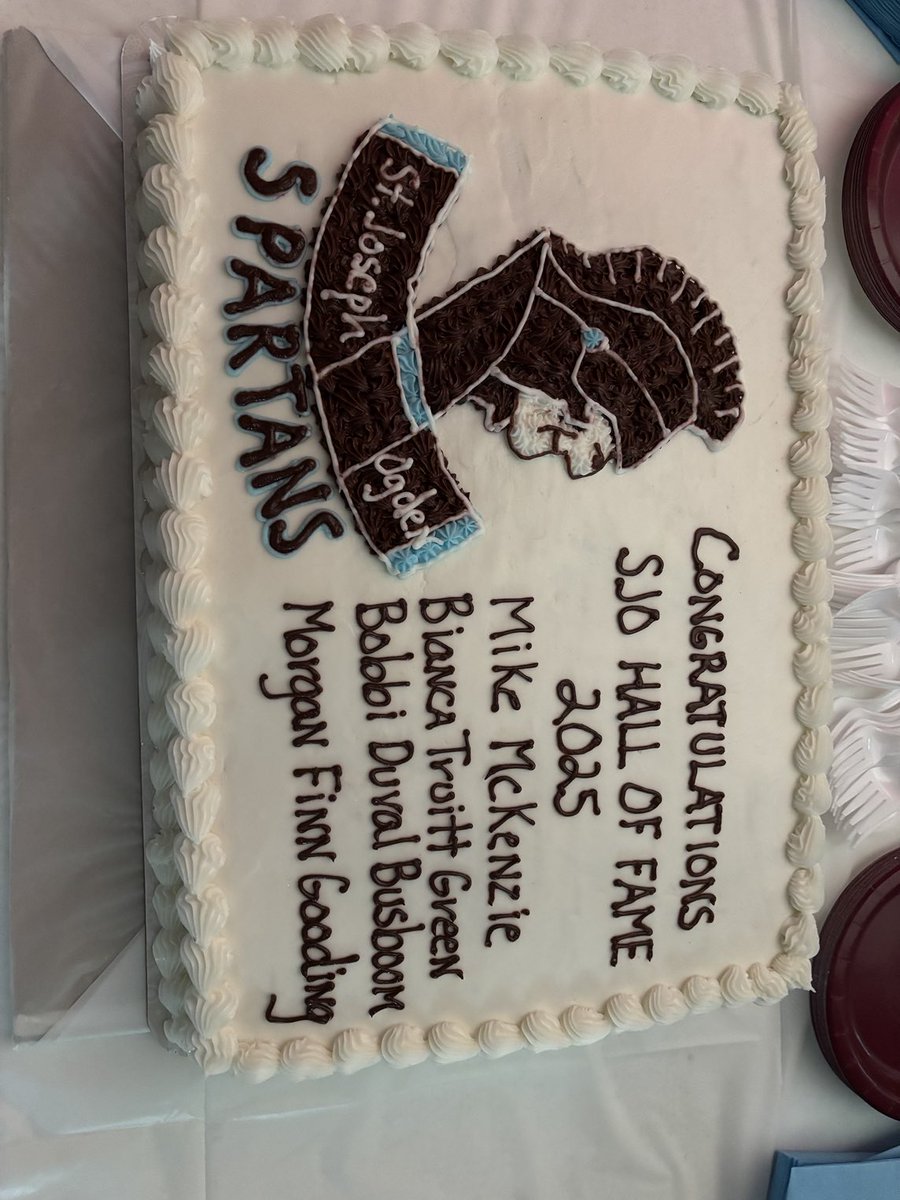 CONGRATULATIONS
SJO HALL OF FAME
2025
Mike McKenzie
Bianca Truitt Green
Bobbi Duval Busboom
Morgan Finn Gooding
St. Joseph
Ogden
SPARTANS